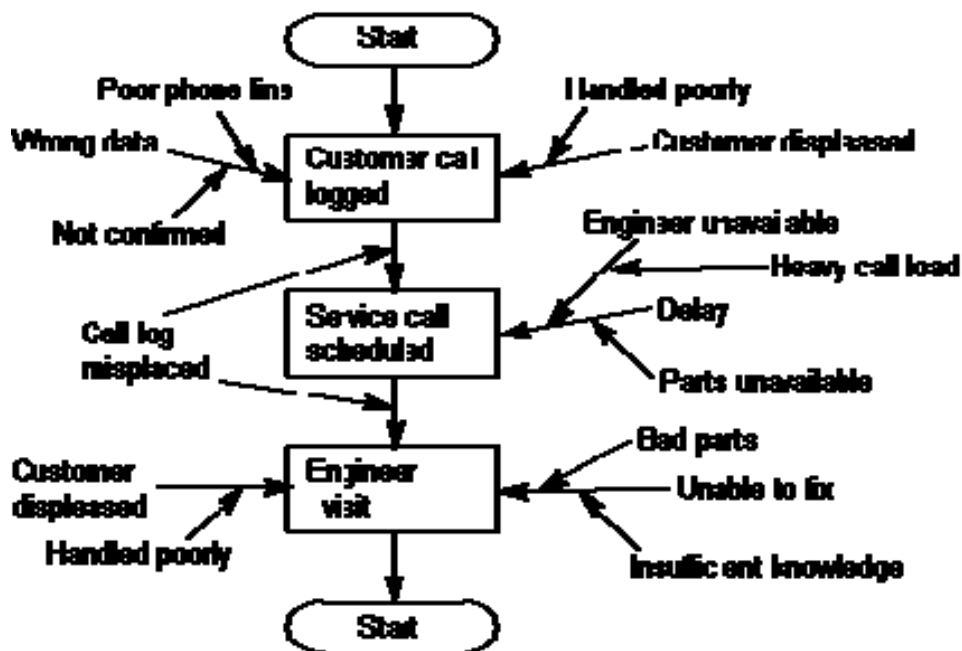 Start
Poor phone line
Handled poorly
Wrong data
Customer call
logged
Customer displeased
Not confirmed
Engineer unavailable
Heavy call load
Call log
misplaced
Service call
scheduled
Delay
Parts unavailable
Bad parts
Customer
displeased
Engineer
visit
Unable to fix
Handled poorly
Insufficient knowledge
Start